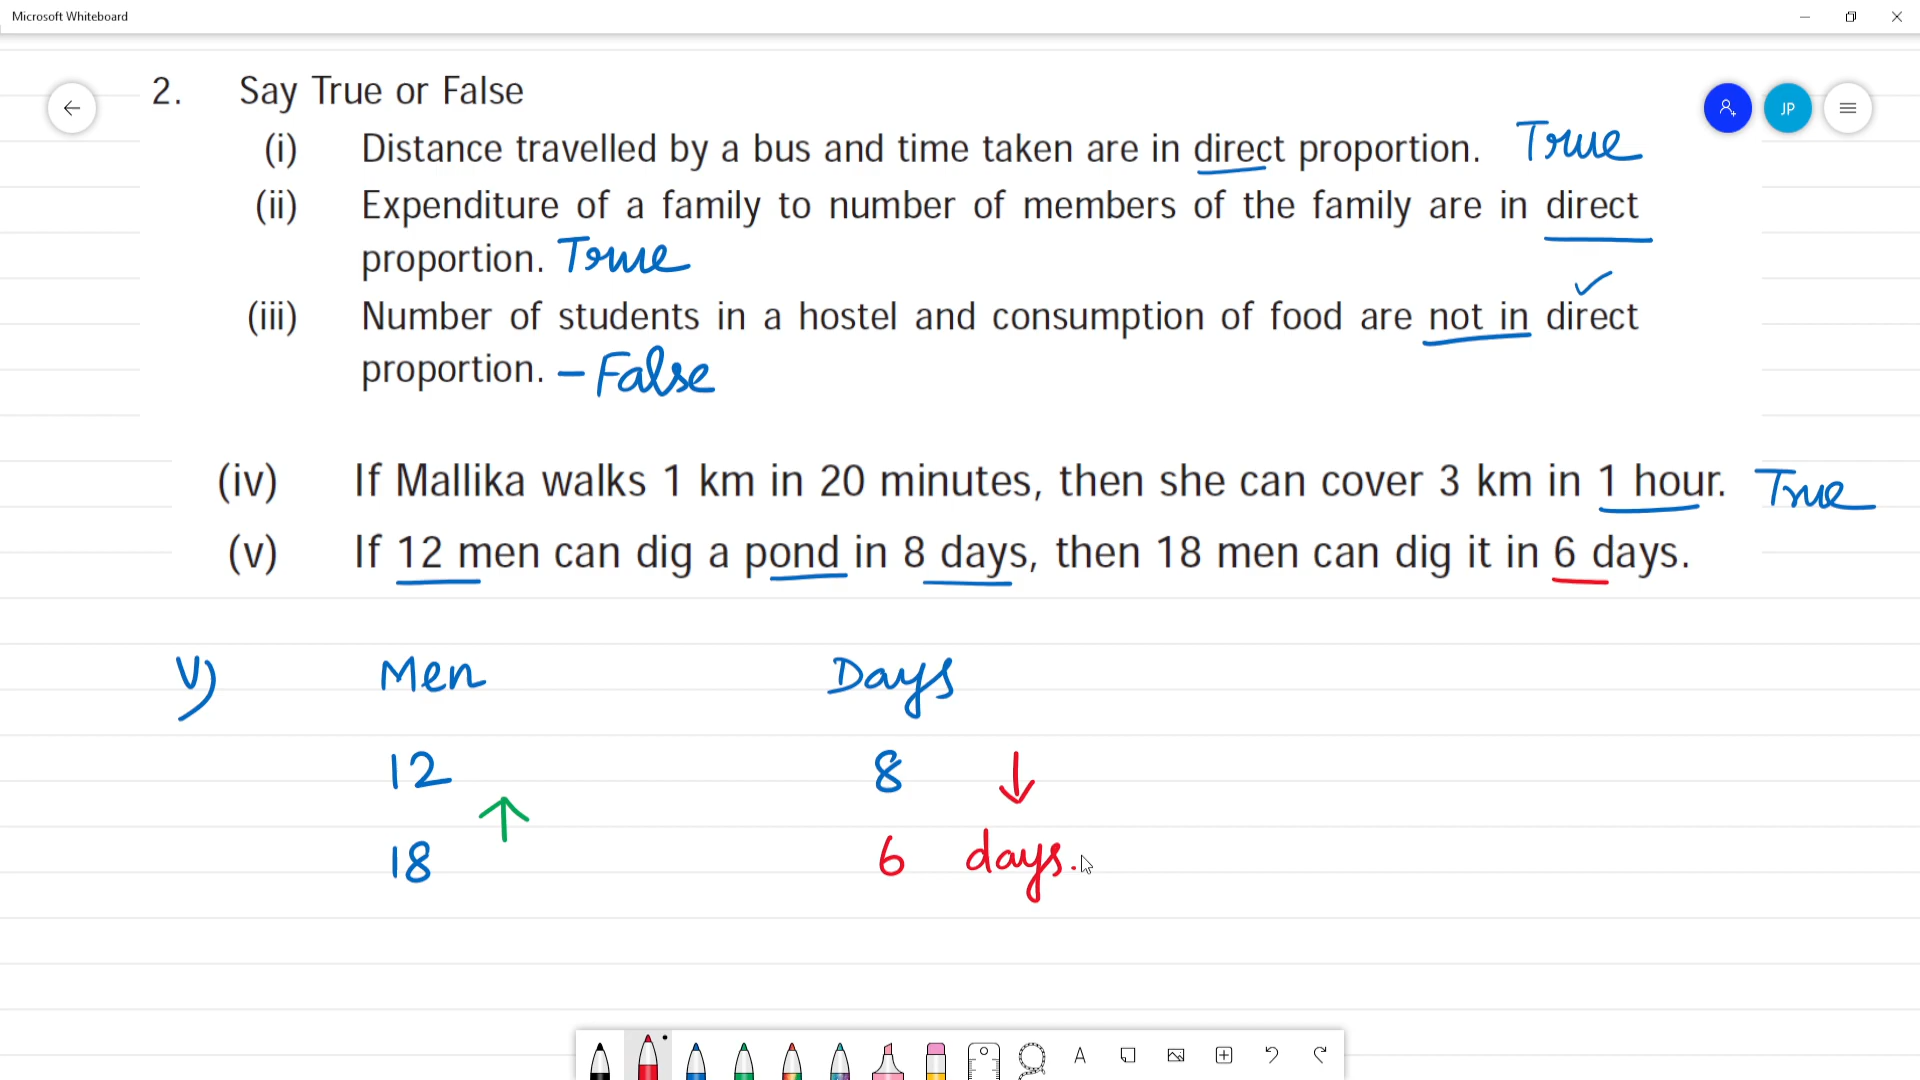 Microsoft Whiteboard
2. Say True or False
(i) Distance travelled by a bus and time taken are in direct proportion. True
(ii) Expenditure of a family to number of members of the family are in direct
proportion. True
(iii) Number of students in a hostel and consumption of food are not in direct
proportion. - False
(iv) If Mallika walks 1 km in 20 minutes, then she can cover 3 km in 1 hour. True
(v) If 12 men can dig a pond in 8 days, then 18 men can dig it in 6 days.
v) Men Days
12 8
18 6 days.
JP
A